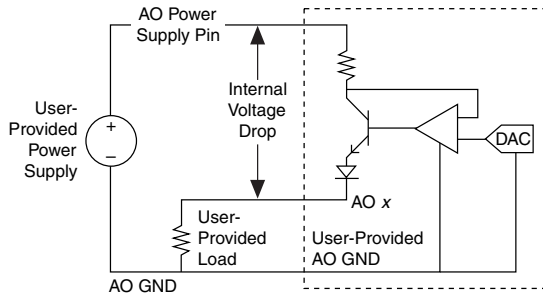 AO Power
Supply Pin
User-
Provided
Power
Supply
+
–
Internal
Voltage
Drop
DAC
AO x
User-
Provided
Load
User-Provided
AO GND
AO GND